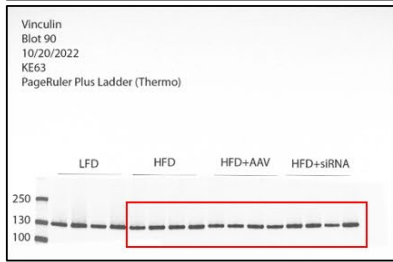 Vinculin
Blot 90
10/20/2022
KE63
PageRuler Plus Ladder (Thermo)
LFD HFD HFD+AAV HFD+siRNA
250
130
100